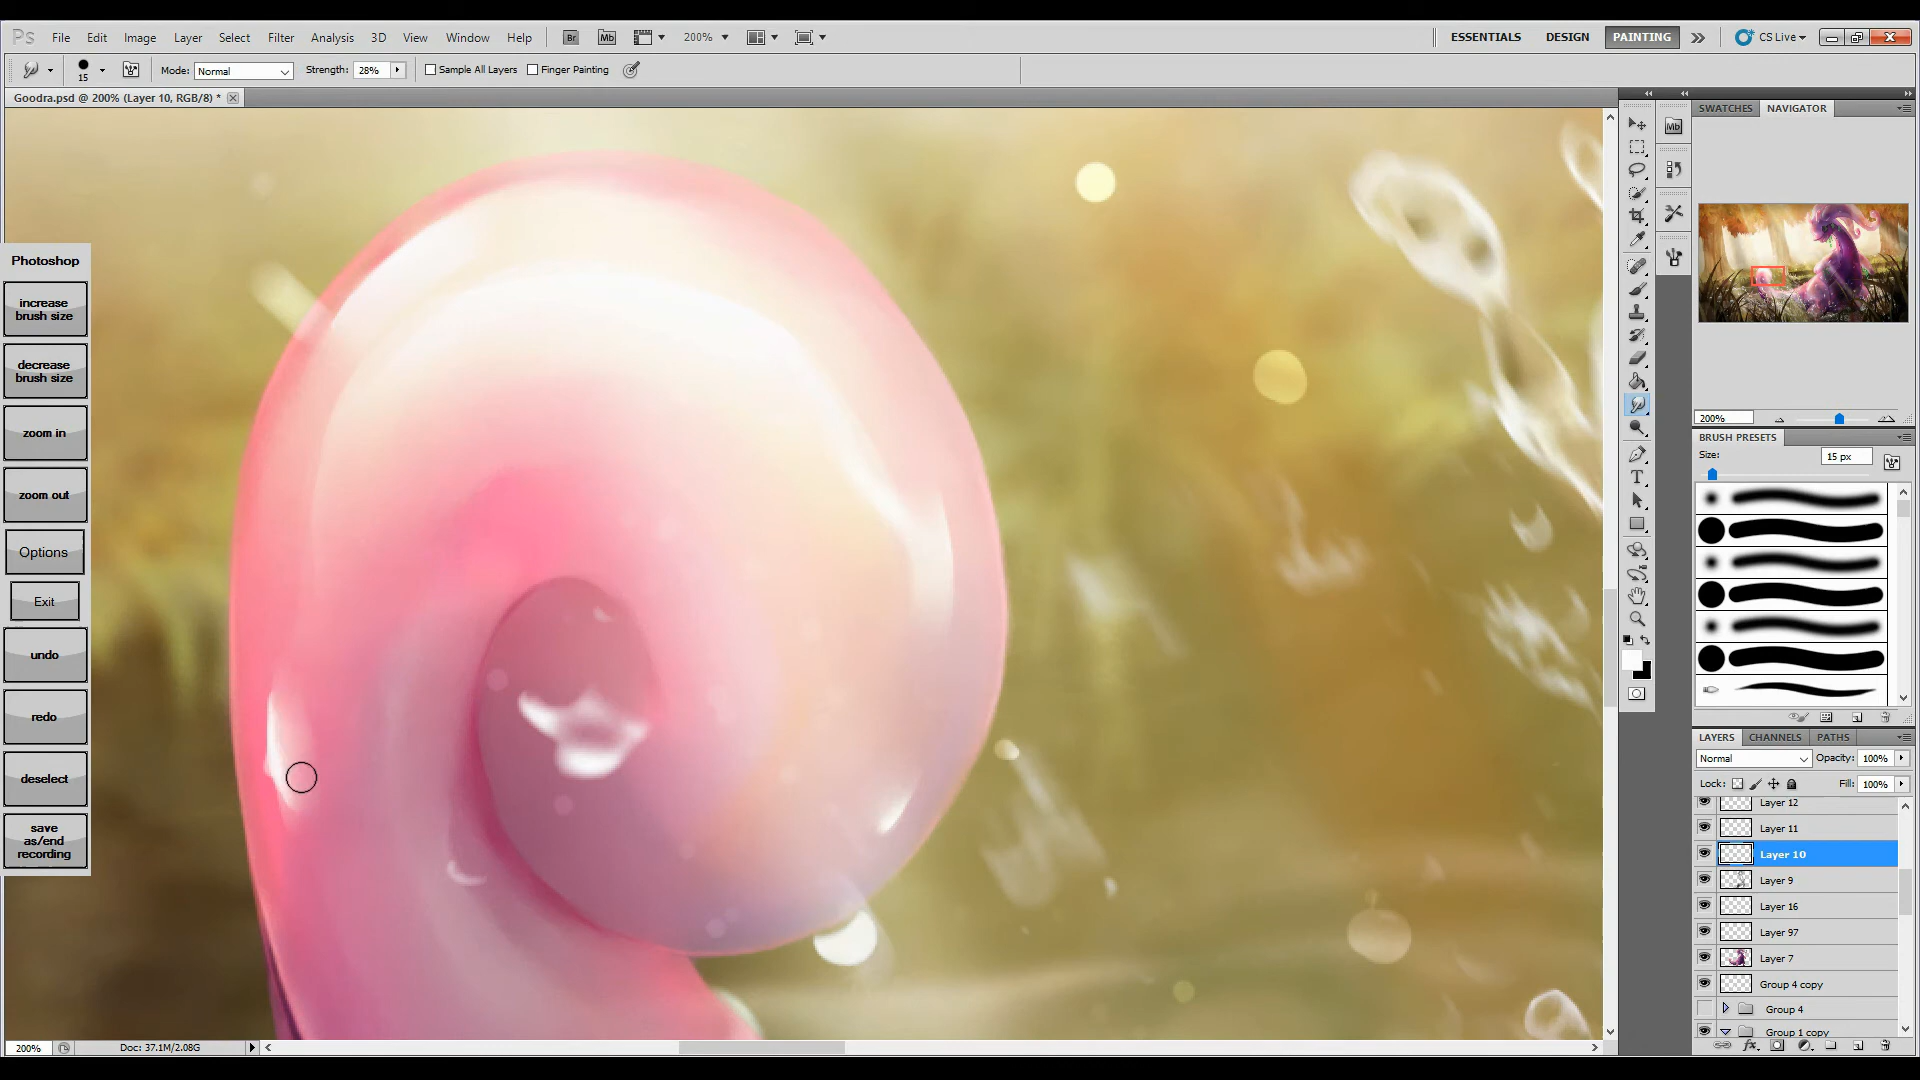 Ps File Edit Image Layer Select Filter Analysis 3D View Window Help Br Mb 200% ESSENTIALS DESIGN PAINTING CS Live
15 Mode: Normal Strength: 28% Sample All Layers Finger Painting
Goodra.psd @ 200% (Layer 10, RGB/8) *
SWATCHES NAVIGATOR
Mb
Photoshop
increase
brush size
decrease
brush size
zoom in
zoom out
Options
Exit
undo
redo
deselect
save
as/end
recording
200%
BRUSH PRESETS
Size: 15 px
T
LAYERS CHANNELS PATHS
Normal Opacity: 100%
Lock: Fill: 100%
Layer 12
Layer 11
Layer 10
Layer 9
Layer 16
Layer 97
Layer 7
Group 4 copy
Group 4
Group 1 copy
fx
200% Doc: 37.1M/2.08G